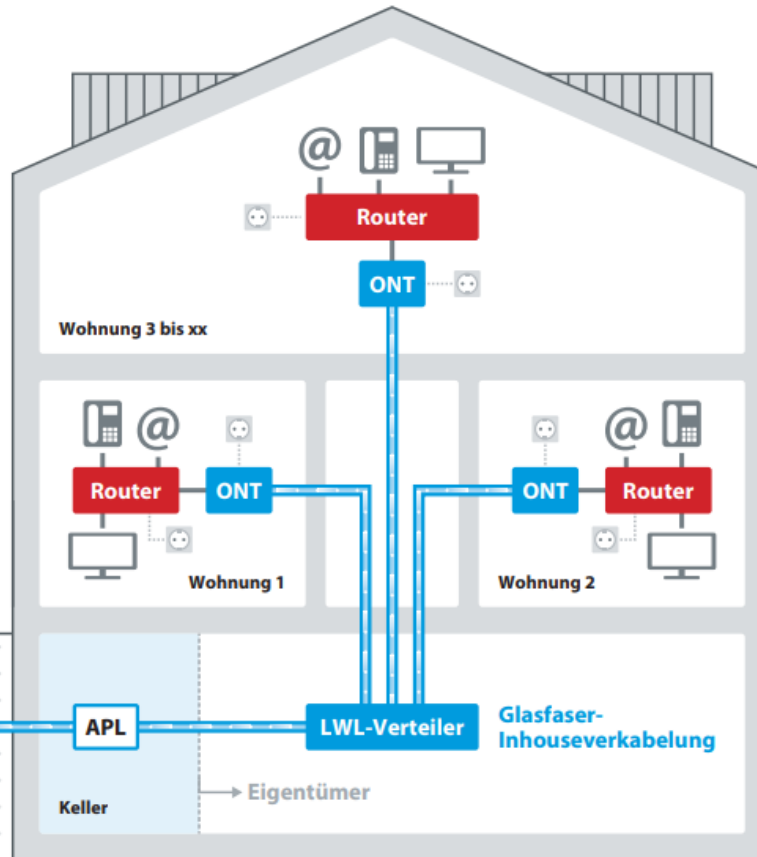 @
Router
ONT
Wohnung 3 bis xx
@
Router
ONT
Wohnung 1
@
ONT
Router
Wohnung 2
APL
LWL-Verteiler
Glasfaser-
Inhouseverkabelung
Eigentümer
Keller